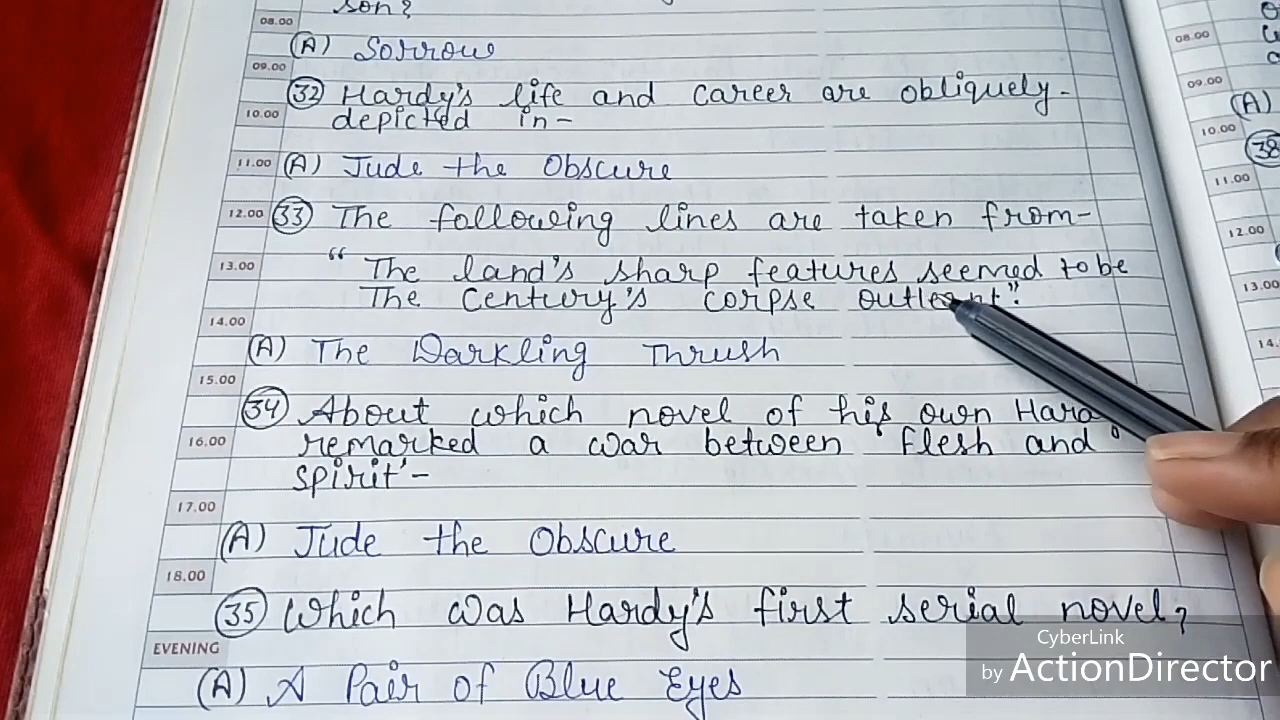 son?
08.00
(A) Sorrow
09.00
32 Hardy's life and career are obliquely-
10.00
depicted in-
11.00
(A) Jude the Obscure
12.00
33 The following lines are taken from-
13.00
"The land's sharp features seemed to be
The Century's corpse outleant".
14.00
(A) The Darkling Thrush
15.00
34 About which novel of his own Hard
16.00
remarked a war between 'flesh and
spirit'-
17.00
(A) Jude the Obscure
18.00
35 Which was Hardy's first serial novel?
EVENING
(A) A Pair of Blue Eyes
08.00
09.00
(A)
10.00
38
11.00
12.00
13.00
14.
CyberLink
by ActionDirector